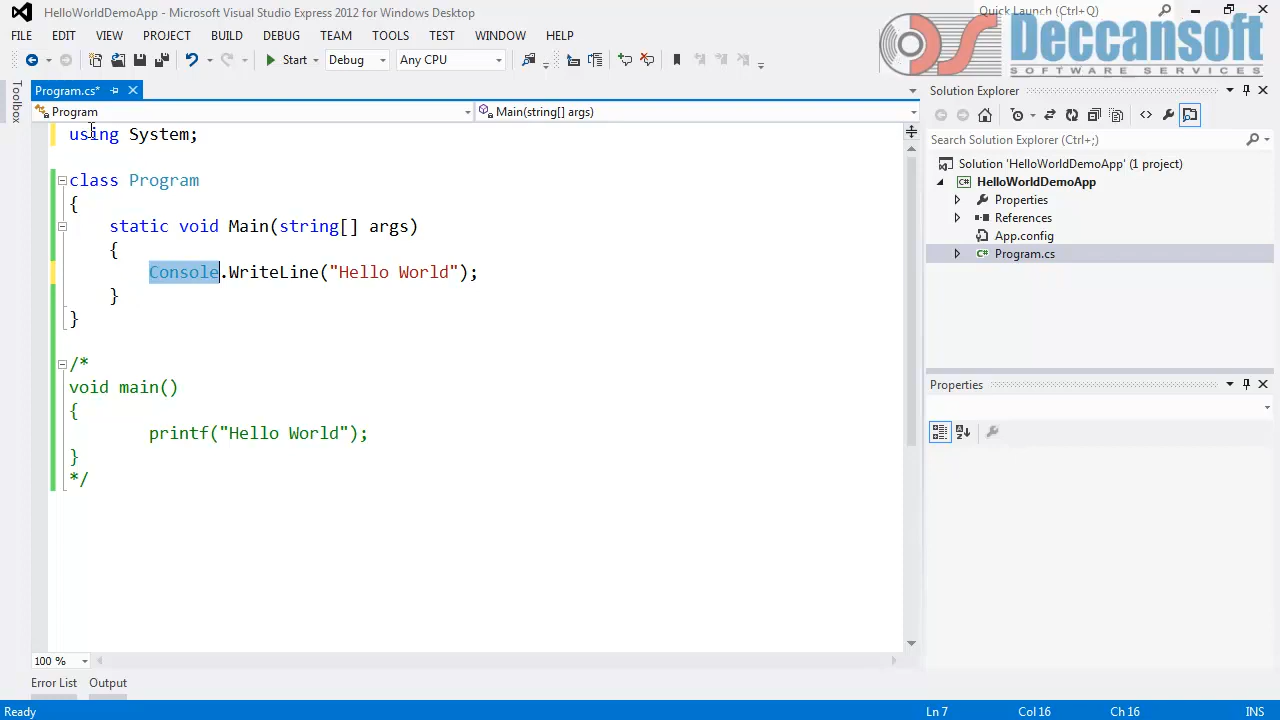 HelloWorldDemoApp - Microsoft Visual Studio Express 2012 for Windows Desktop
Quick Launch (Ctrl+Q)
FILE EDIT VIEW PROJECT BUILD DEBUG TEAM TOOLS TEST WINDOW HELP
Deccansoft
SOFTWARE SERVICES
Start Debug Any CPU
Toolbox
Program.cs*
Program
Main(string[] args)
using System;
class Program
{
static void Main(string[] args)
{
Console.WriteLine("Hello World");
}
}
/*
void main()
{
printf("Hello World");
}
*/
100 %
Solution Explorer
Search Solution Explorer (Ctrl+;)
Solution 'HelloWorldDemoApp' (1 project)
HelloWorldDemoApp
Properties
References
App.config
Program.cs
Properties
Error List Output
Ready Ln 7 Col 16 Ch 16 INS